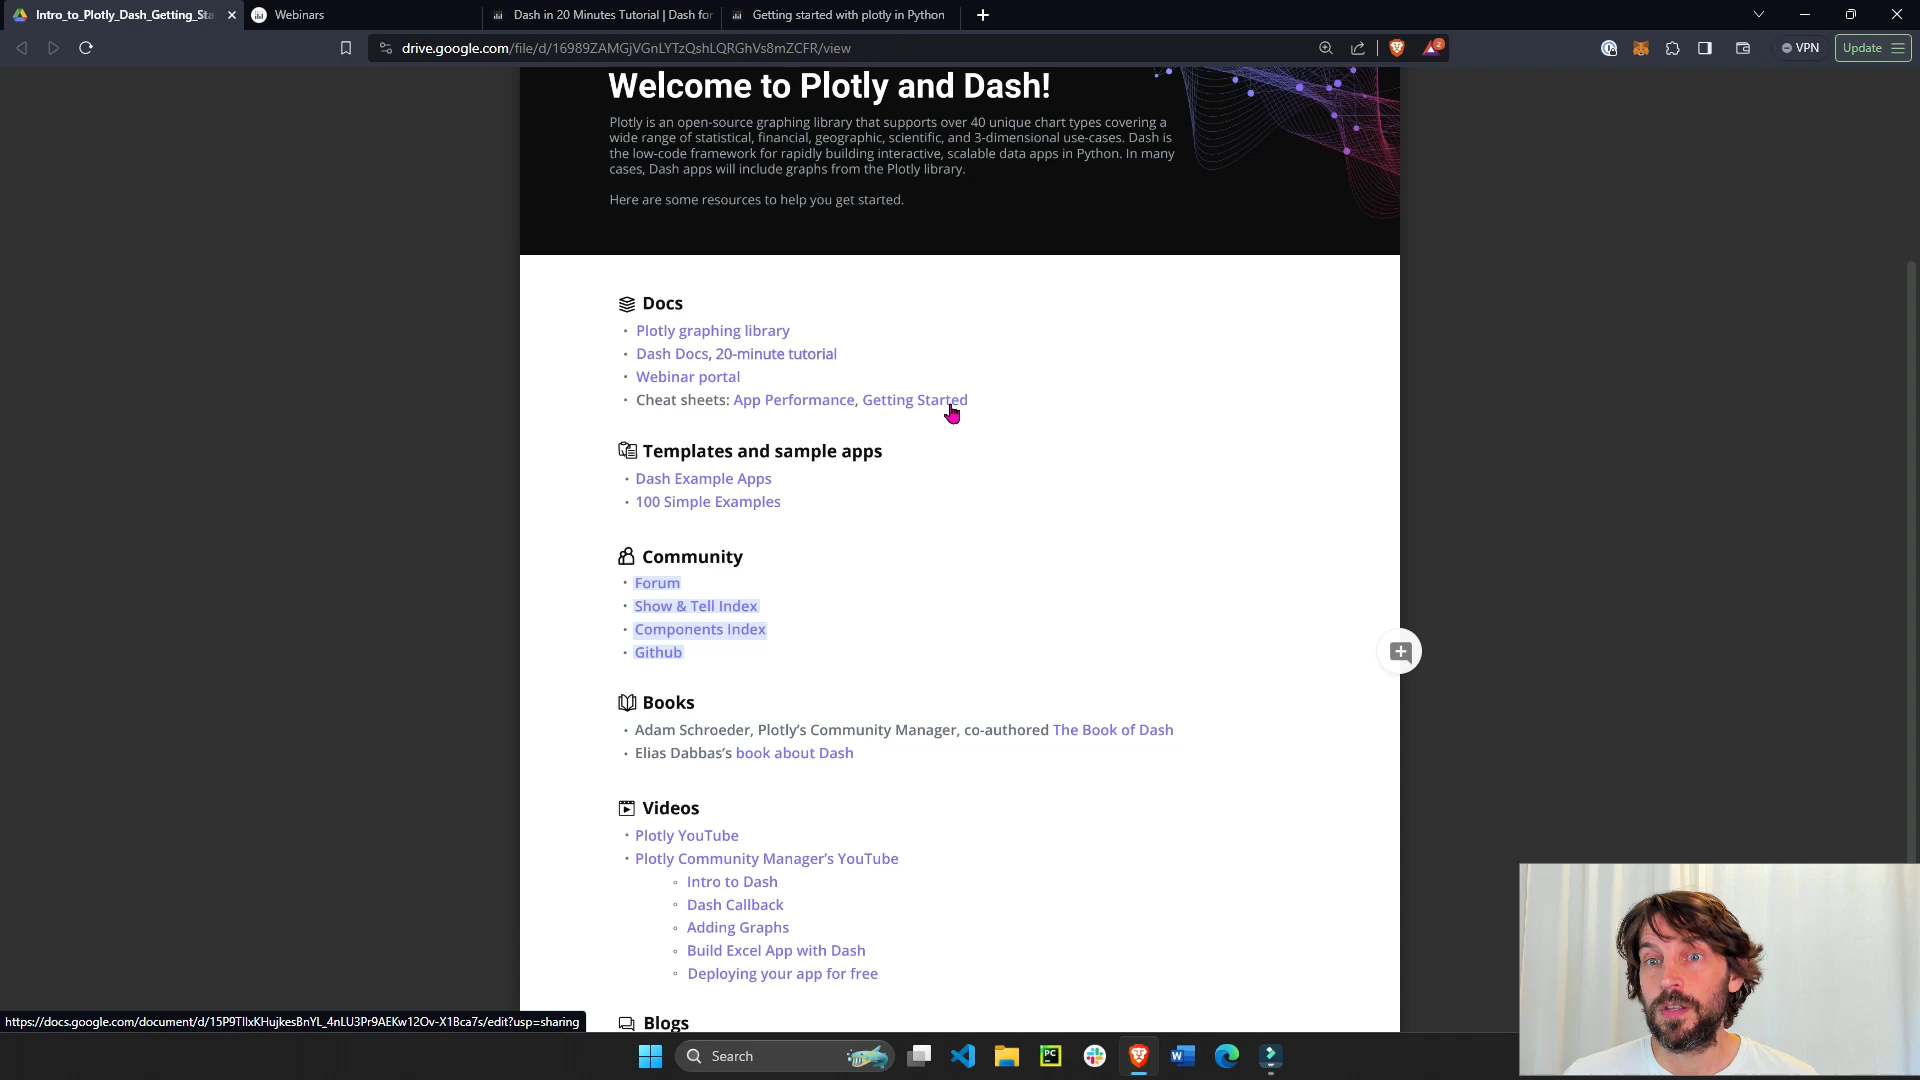 Intro_to_Plotly_Dash_Getting_Sta
Webinars
Dash in 20 Minutes Tutorial | Dash for
Getting started with plotly in Python
drive.google.com/file/d/16989ZAMGjVGnLYTzQshLQRGhVs8mZCFR/view
2
VPN
Update
Welcome to Plotly and Dash!
Plotly is an open-source graphing library that supports over 40 unique chart types covering a
wide range of statistical, financial, geographic, scientific, and 3-dimensional use-cases. Dash is
the low-code framework for rapidly building interactive, scalable data apps in Python. In many
cases, Dash apps will include graphs from the Plotly library.
Here are some resources to help you get started.
Docs
• Plotly graphing library
• Dash Docs, 20-minute tutorial
• Webinar portal
• Cheat sheets: App Performance, Getting Started
Templates and sample apps
• Dash Example Apps
• 100 Simple Examples
Community
• Forum
• Show & Tell Index
• Components Index
• Github
Books
• Adam Schroeder, Plotly's Community Manager, co-authored The Book of Dash
• Elias Dabbas's book about Dash
Videos
• Plotly YouTube
• Plotly Community Manager's YouTube
◦ Intro to Dash
◦ Dash Callback
◦ Adding Graphs
◦ Build Excel App with Dash
◦ Deploying your app for free
Blogs
https://docs.google.com/document/d/15P9TIlxKHujkesBnYL_4nLU3Pr9AEKw12Ov-X1Bca7s/edit?usp=sharing
Search
PC